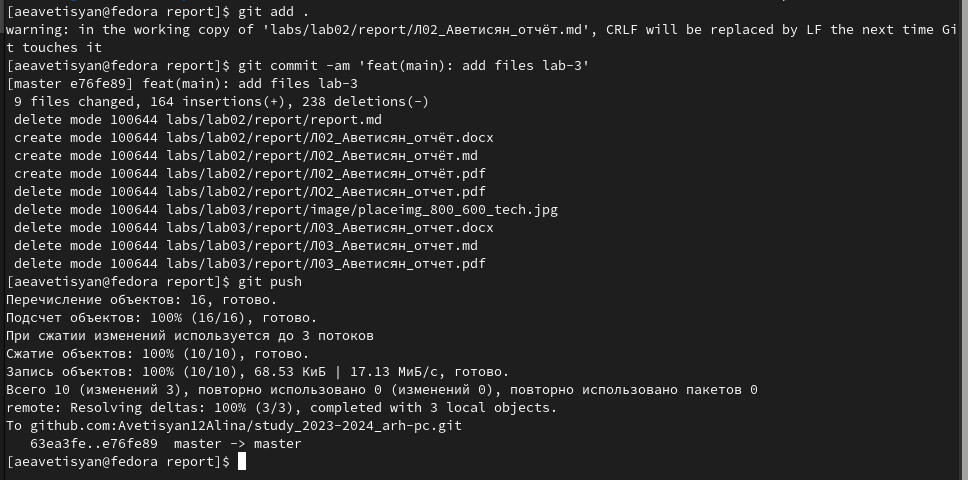 [aeavetisyan@fedora report]$ git add .
warning: in the working copy of 'labs/lab02/report/Л02_Аветисян_отчёт.md', CRLF will be replaced by LF the next time Gi
t touches it
[aeavetisyan@fedora report]$ git commit -am 'feat(main): add files lab-3'
[master e76fe89] feat(main): add files lab-3
 9 files changed, 164 insertions(+), 238 deletions(-)
 delete mode 100644 labs/lab02/report/report.md
 create mode 100644 labs/lab02/report/Л02_Аветисян_отчёт.docx
 create mode 100644 labs/lab02/report/Л02_Аветисян_отчёт.md
 create mode 100644 labs/lab02/report/Л02_Аветисян_отчёт.pdf
 delete mode 100644 labs/lab02/report/Л02_Аветисян_отчет.pdf
 delete mode 100644 labs/lab03/report/image/placeimg_800_600_tech.jpg
 delete mode 100644 labs/lab03/report/Л03_Аветисян_отчет.docx
 delete mode 100644 labs/lab03/report/Л03_Аветисян_отчет.md
 delete mode 100644 labs/lab03/report/Л03_Аветисян_отчет.pdf
[aeavetisyan@fedora report]$ git push
Перечисление объектов: 16, готово.
Подсчет объектов: 100% (16/16), готово.
При сжатии изменений используется до 3 потоков
Сжатие объектов: 100% (10/10), готово.
Запись объектов: 100% (10/10), 68.53 КиБ | 17.13 МиБ/с, готово.
Всего 10 (изменений 3), повторно использовано 0 (изменений 0), повторно использовано пакетов 0
remote: Resolving deltas: 100% (3/3), completed with 3 local objects.
To github.com:Avetisyan12Alina/study_2023-2024_arh-pc.git
   63ea3fe..e76fe89  master -> master
[aeavetisyan@fedora report]$